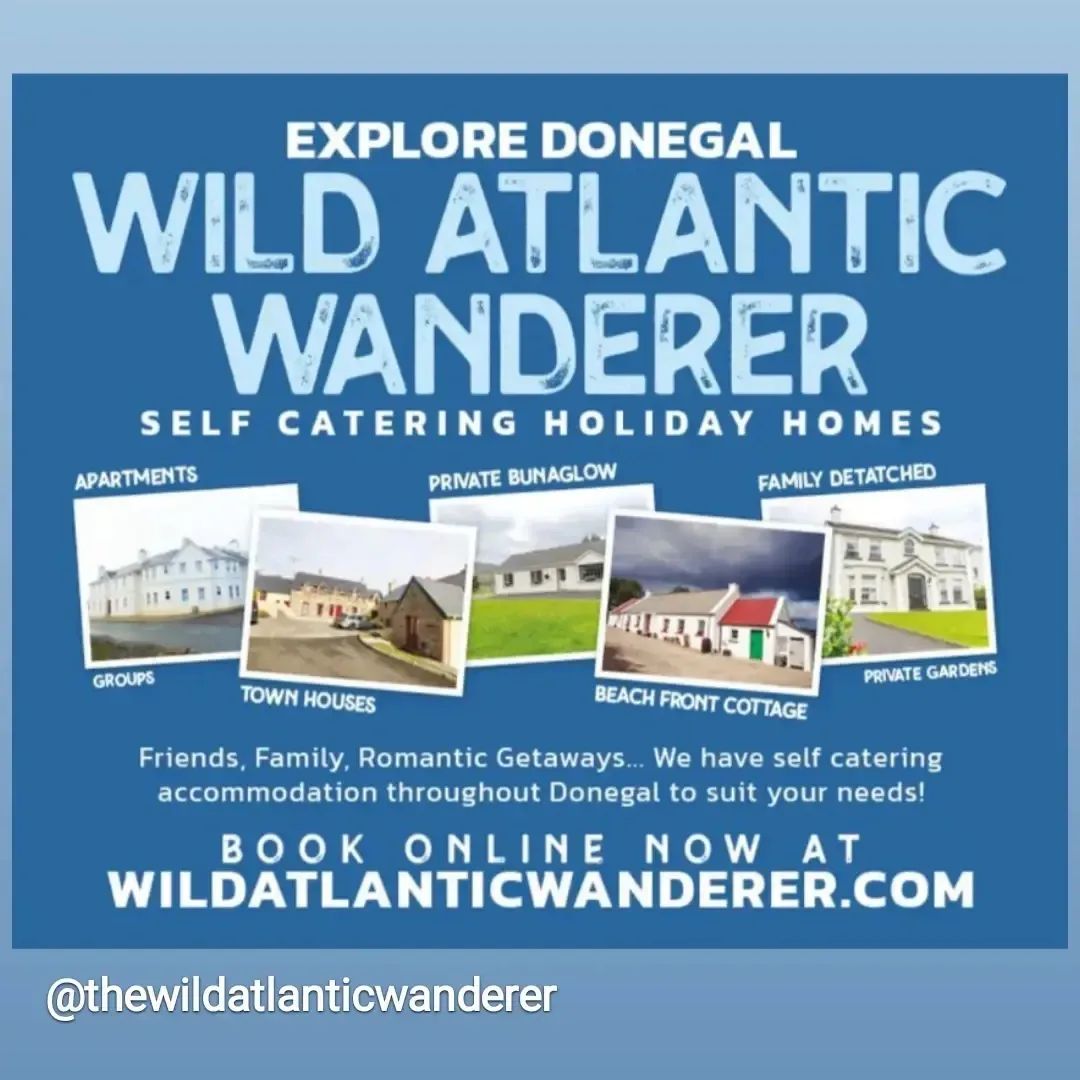 EXPLORE DONEGAL
WILD ATLANTIC
WANDERER
SELF CATERING HOLIDAY HOMES
APARTMENTS
PRIVATE BUNAGLOW
FAMILY DETATCHED
GROUPS
TOWN HOUSES
BEACH FRONT COTTAGE
PRIVATE GARDENS
Friends, Family, Romantic Getaways... We have self catering
accommodation throughout Donegal to suit your needs!
BOOK ONLINE NOW AT
WILDATLANTICWANDERER.COM
@thewildatlanticwanderer